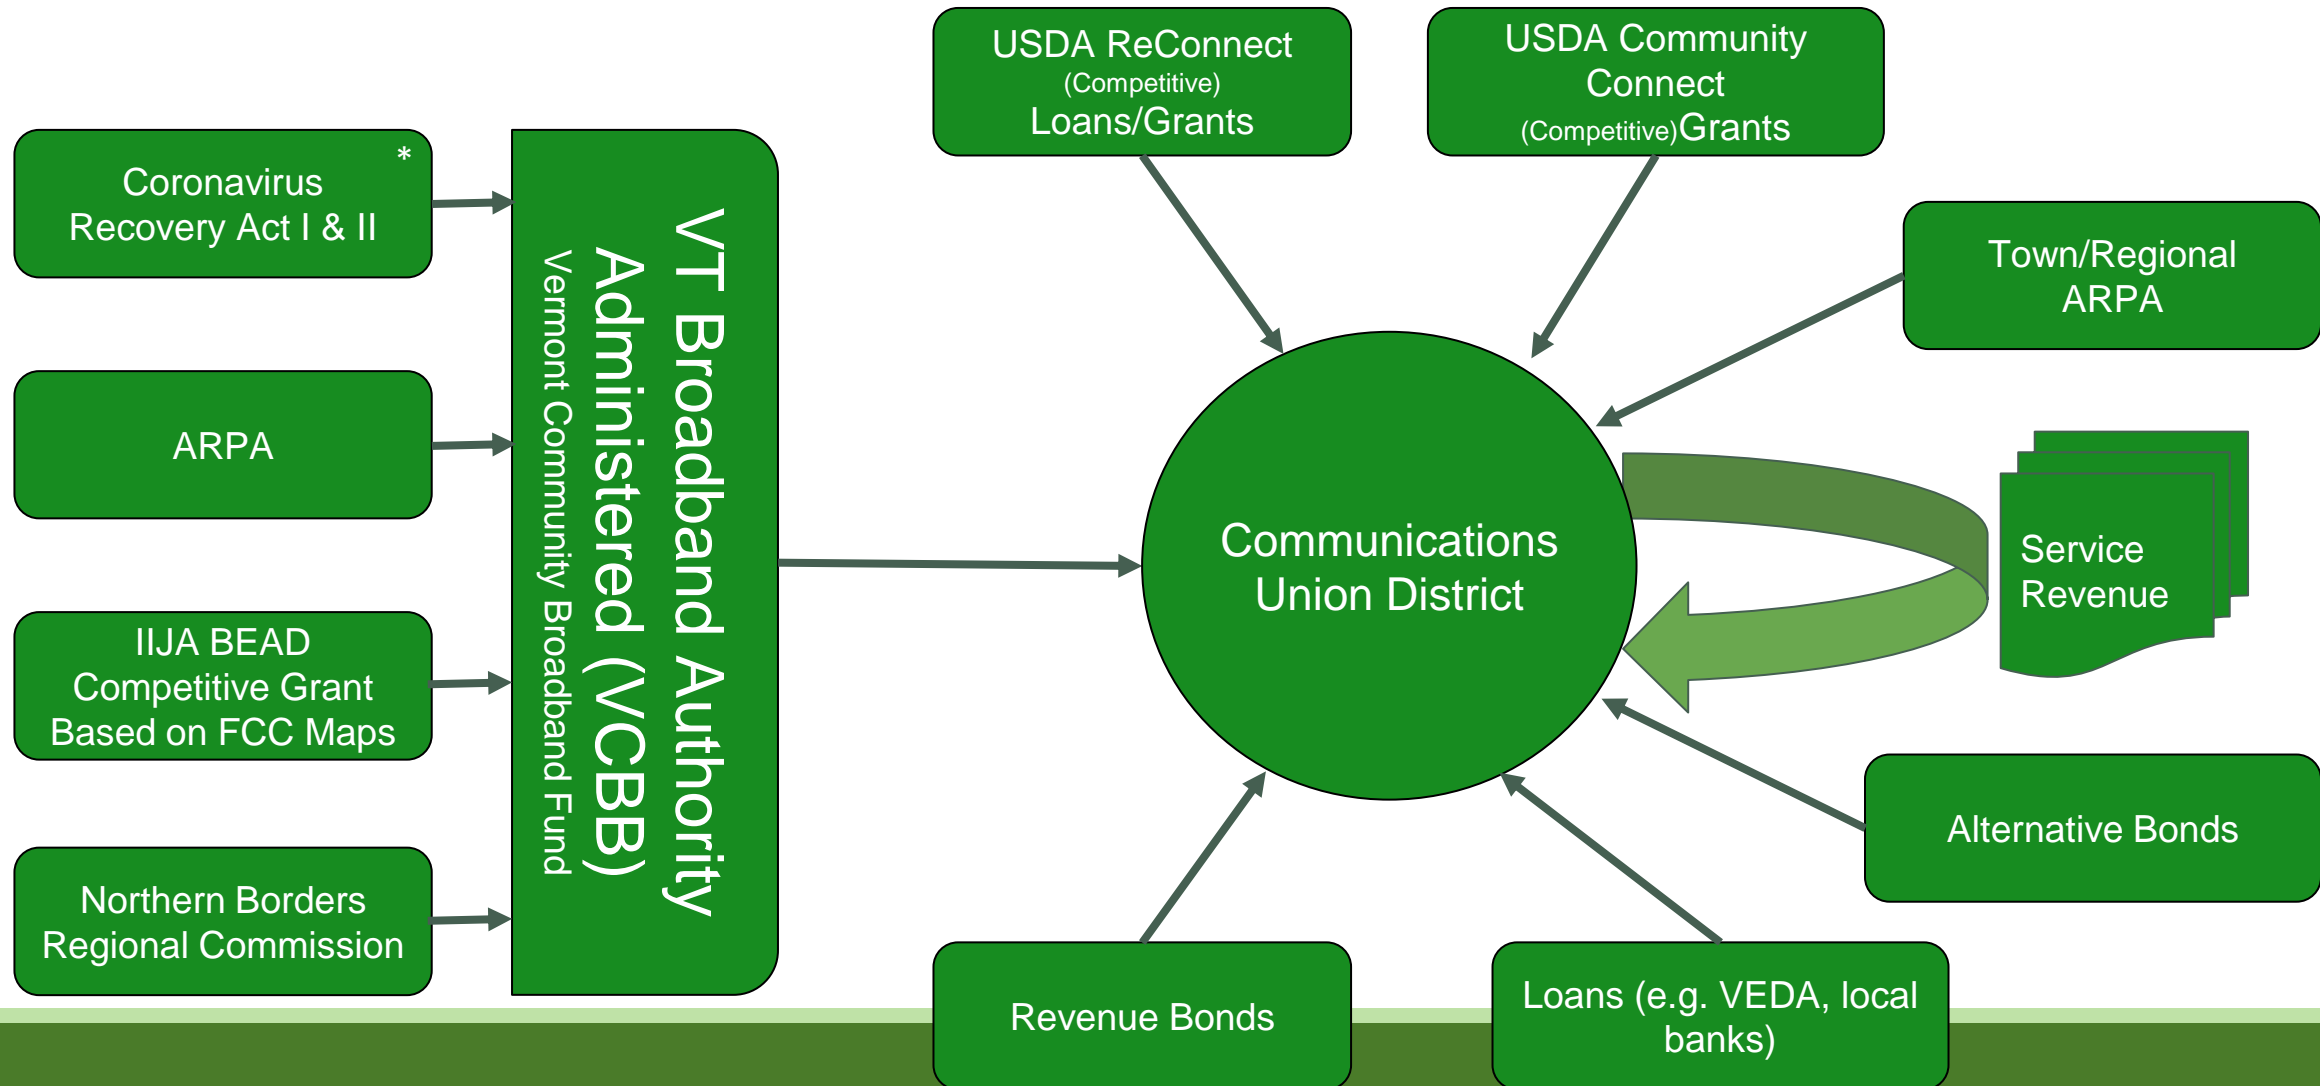 USDA ReConnect
(Competitive)
Loans/Grants
USDA Community
Connect
(Competitive)Grants
*
Coronavirus
Recovery Act I & II
Town/Regional
ARPA
ARPA
IIJA BEAD
Competitive Grant
Based on FCC Maps
Northern Borders
Regional Commission
VT Broadband Authority
Administered (VCBB)
Vermont Community Broadband Fund
Communications
Union District
Service
Revenue
Alternative Bonds
Revenue Bonds
Loans (e.g. VEDA, local
banks)